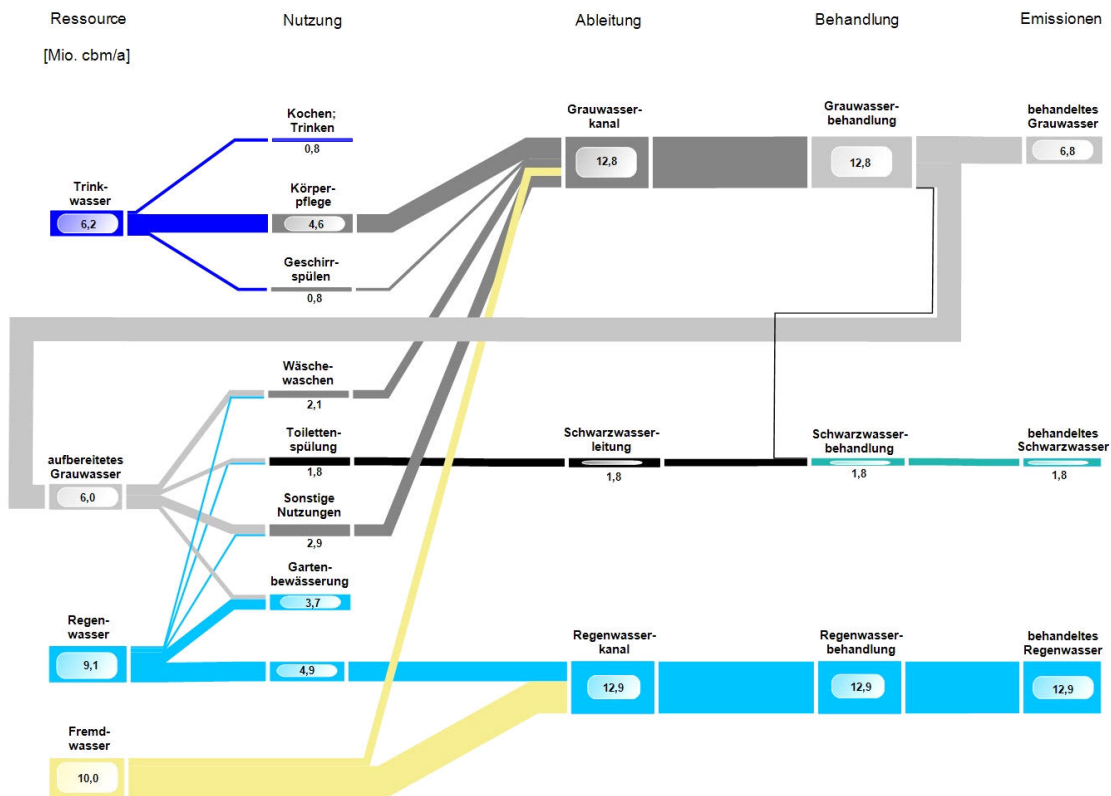 Ressource
Nutzung
Ableitung
Behandlung
Emissionen
[Mio. cbm/a]
Kochen;
Trinken
0,8
Trink-
wasser
6,2
Körper-
pflege
4,6
Geschirr-
spülen
0,8
Grauwasser-
kanal
12,8
Grauwasser-
behandlung
12,8
behandeltes
Grauwasser
6,8
Wäsche-
waschen
2,1
Toiletten-
spülung
1,8
Schwarzwasser-
leitung
1,8
Schwarzwasser-
behandlung
1,8
behandeltes
Schwarzwasser
1,8
aufbereitetes
Grauwasser
6,0
Sonstige
Nutzungen
2,9
Garten-
bewässerung
3,7
Regen-
wasser
9,1
4,9
Regenwasser-
kanal
12,9
Regenwasser-
behandlung
12,9
behandeltes
Regenwasser
12,9
Fremd-
wasser
10,0